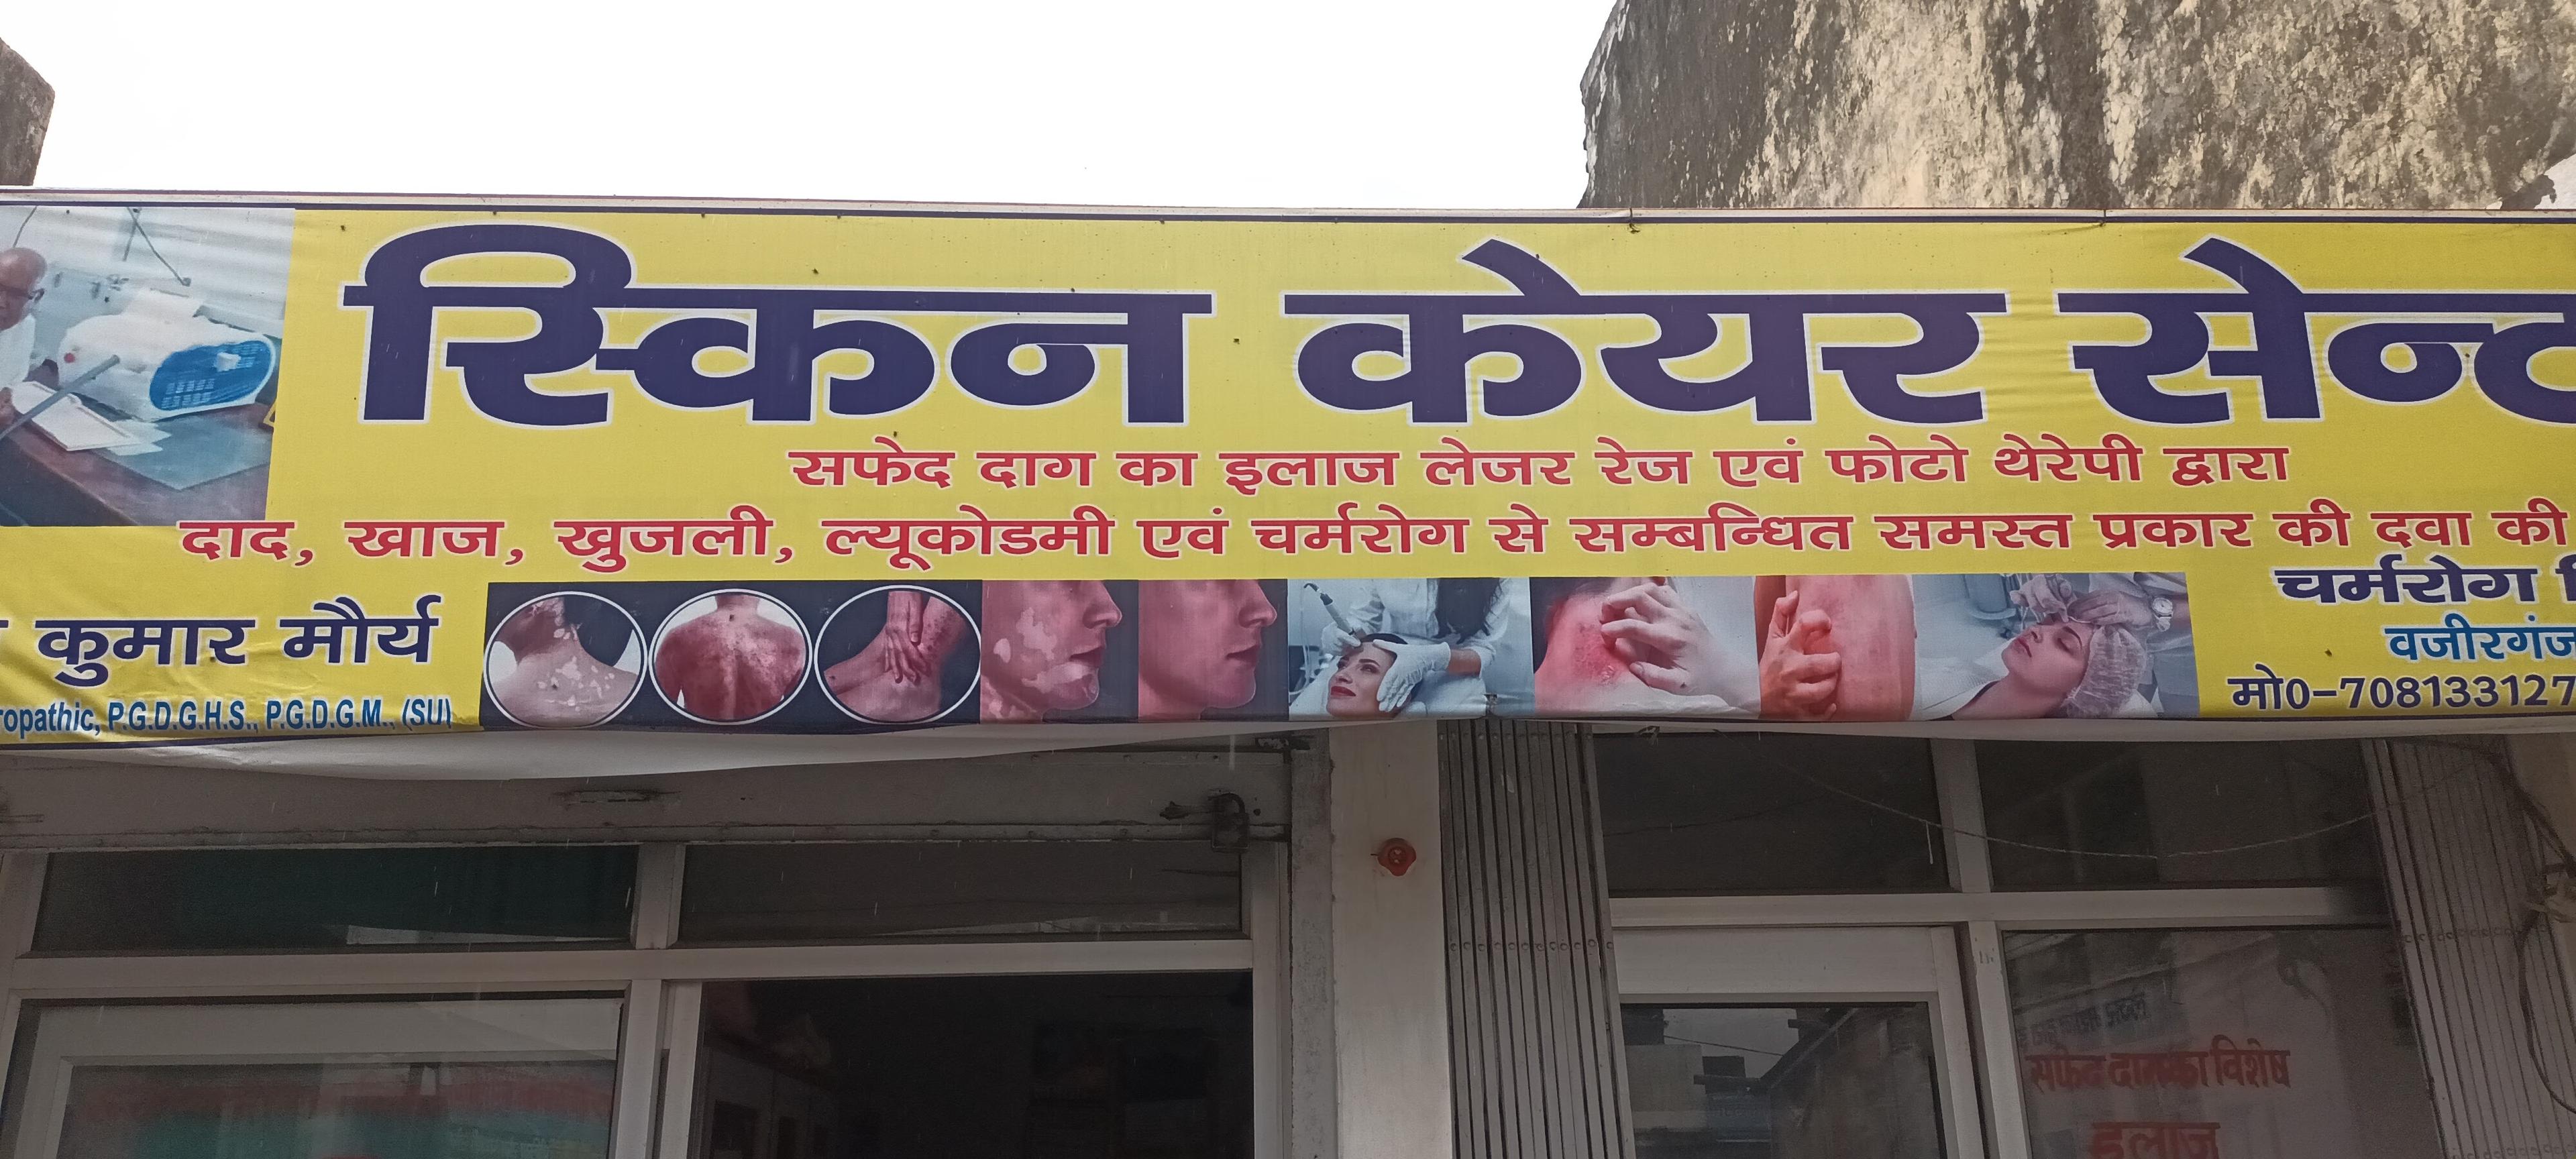 स्किन केयर सेन्ट
सफेद दाग का इलाज लेजर रेज एवं फोटो थेरेपी द्वारा
दाद, खाज, खुजली, ल्यूकोडमी एवं चर्मरोग से सम्बन्धित समस्त प्रकार की दवा की
कुमार मौर्य
ropathic, P.G.D.G.H.S., P.G.D.G.M., (SU)
चर्मरोग
वजीरगंज
मो0-708133127
सफेद दाग का विशेष
इलाज